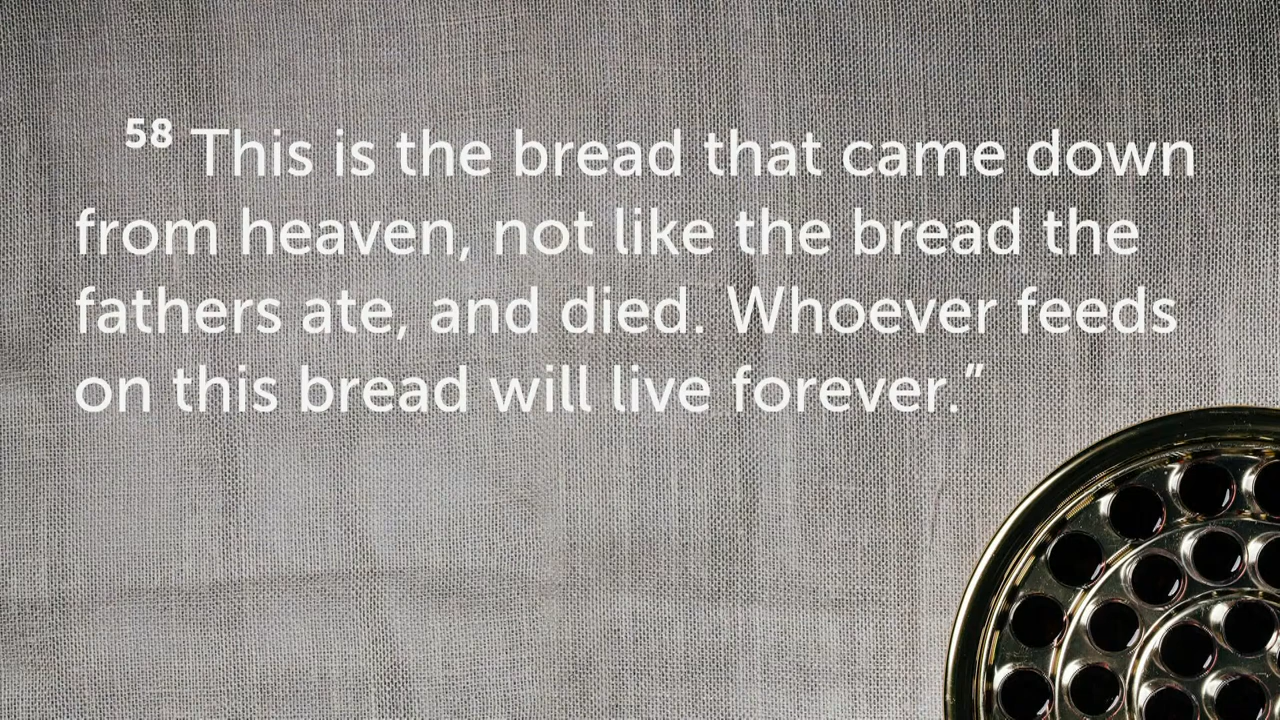 58 This is the bread that came down
from heaven, not like the bread the
fathers ate, and died. Whoever feeds
on this bread will live forever.”